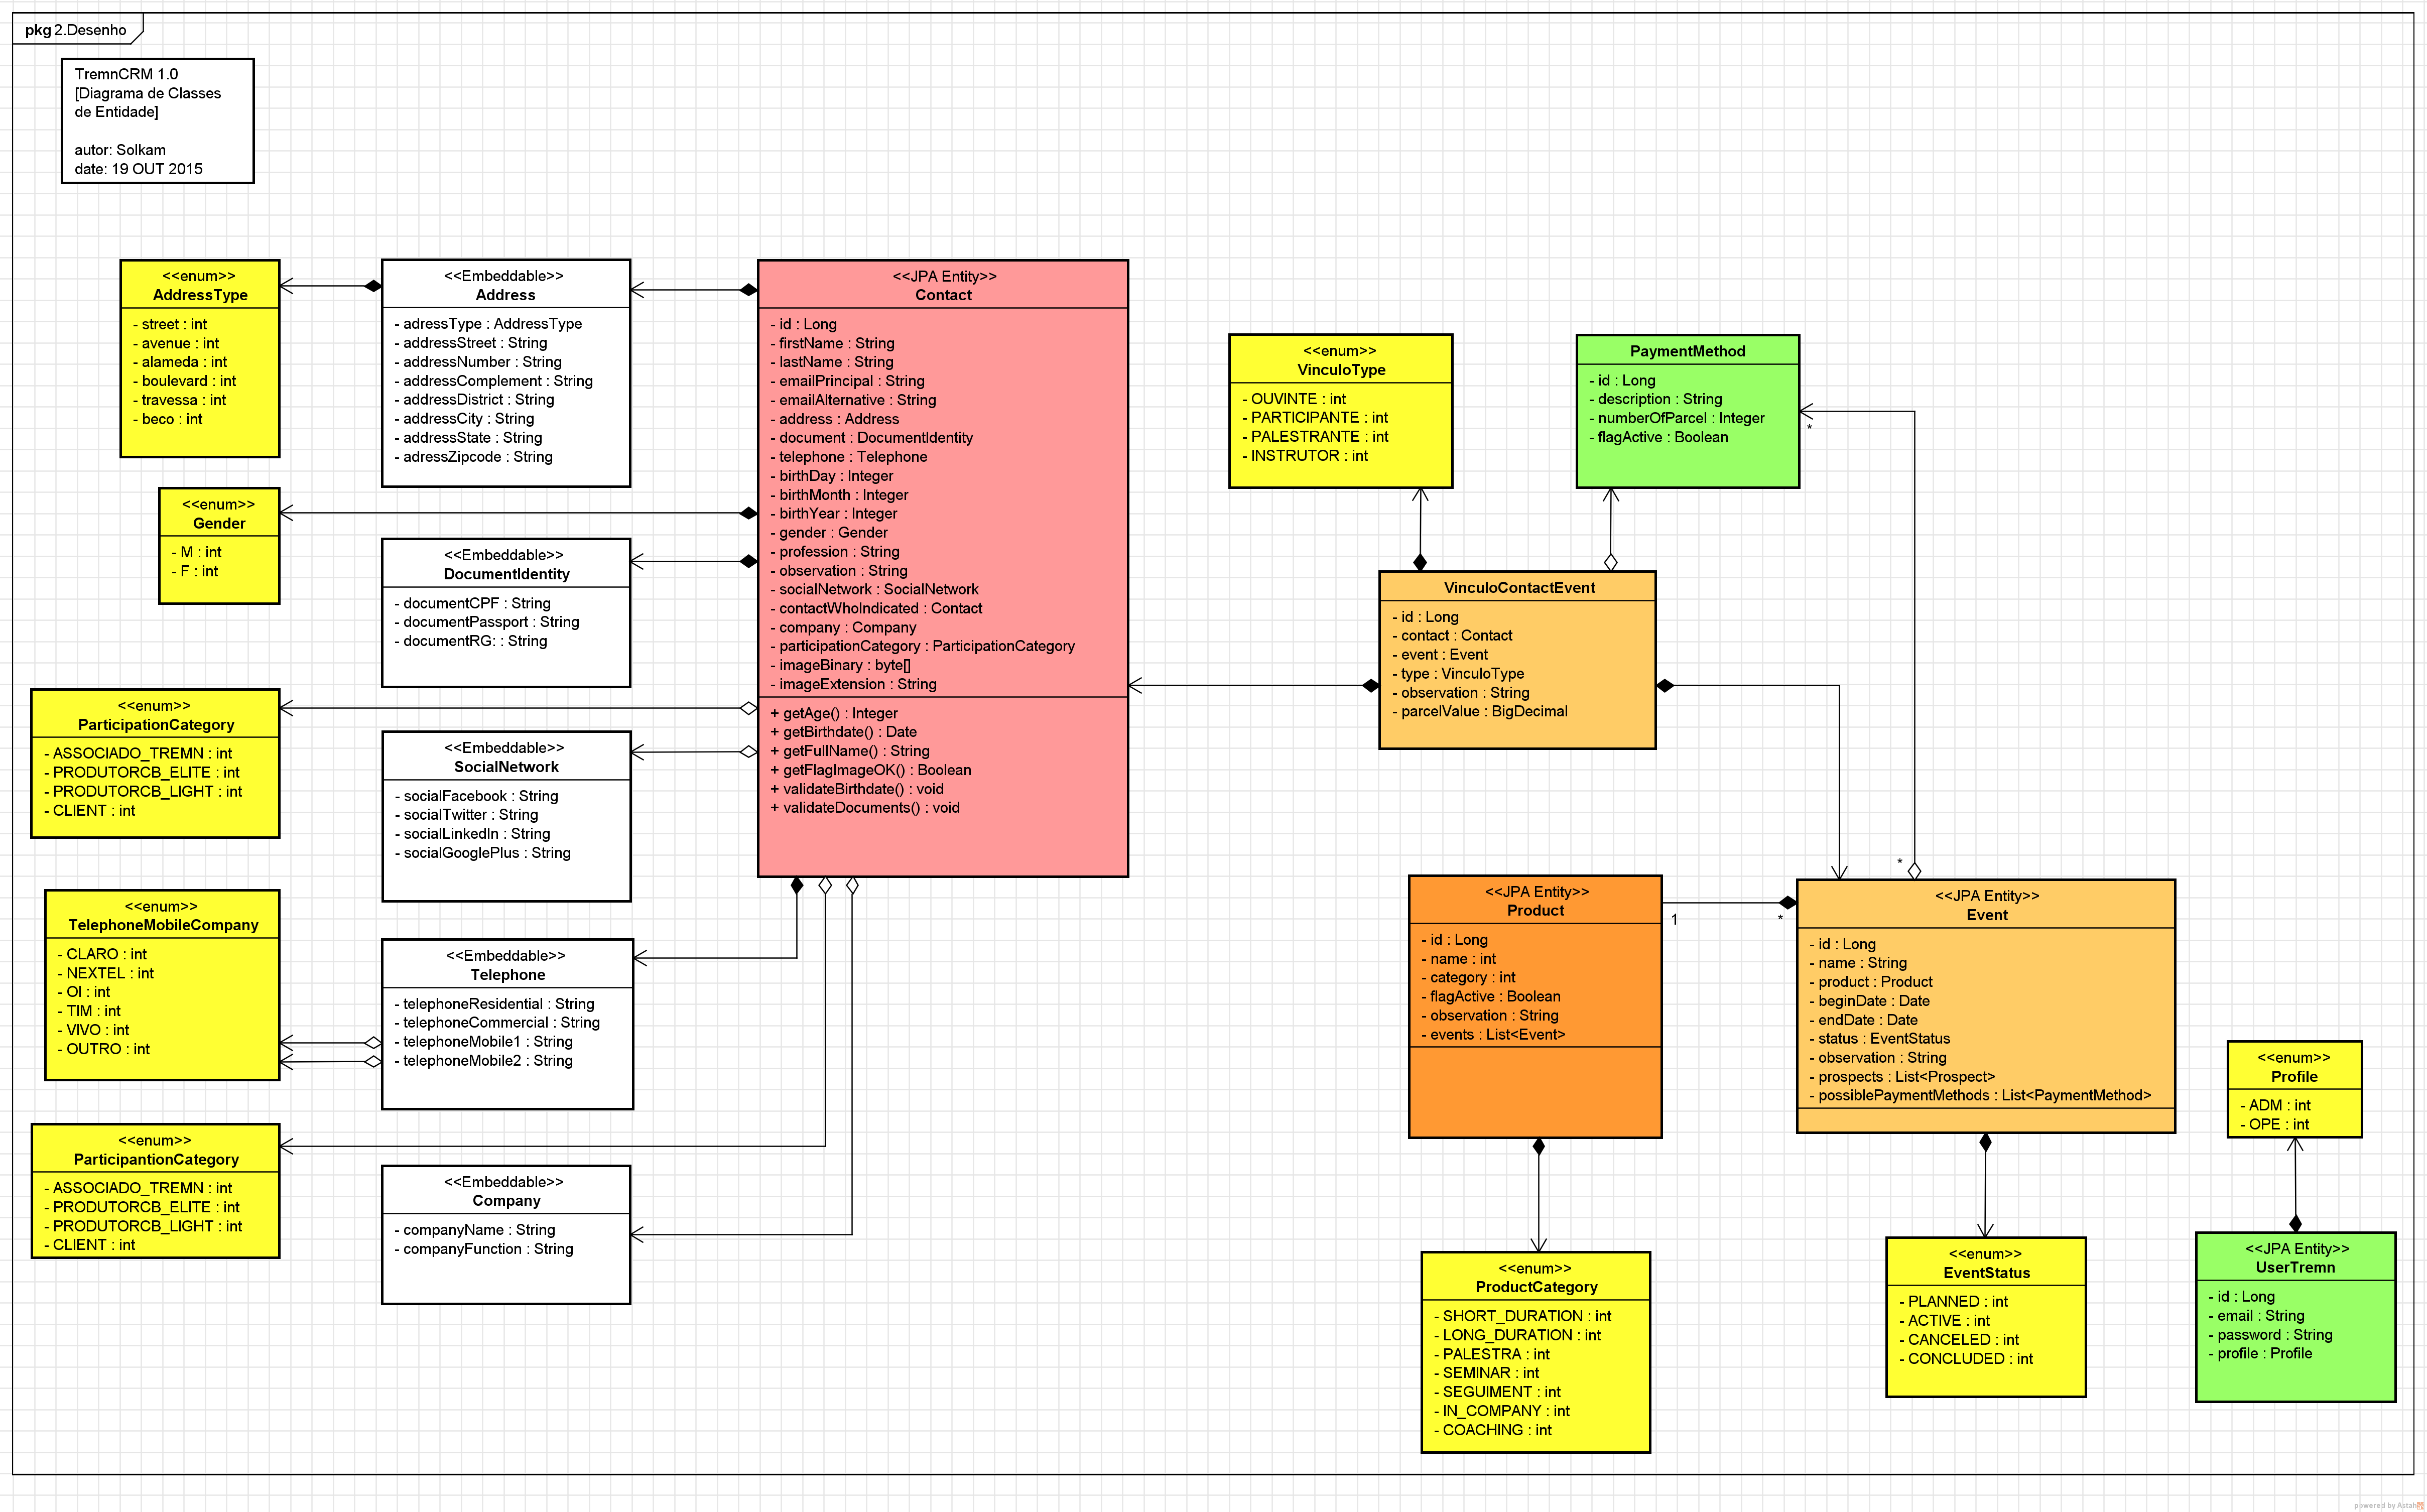 pkg 2.Desenho
TremnCRM 1.0
[Diagrama de Classes
de Entidade]
autor: Solkam
date: 19 OUT 2015
<<enum>>
AddressType
- street : int
- avenue : int
- alameda : int
- boulevard : int
- travessa : int
- beco : int
<<Embeddable>>
Address
- adressType : AddressType
- addressStreet : String
- addressNumber : String
- addressComplement : String
- addressDistrict : String
- addressCity : String
- addressState : String
- adressZipcode : String
<<JPA Entity>>
Contact
- id : Long
- firstName : String
- lastName : String
- emailPrincipal : String
- emailAlternative : String
- address : Address
- document : DocumentIdentity
- telephone : Telephone
- birthDay : Integer
- birthMonth : Integer
- birthYear : Integer
- gender : Gender
- profession : String
- observation : String
- socialNetwork : SocialNetwork
- contactWhoIndicated : Contact
- company : Company
- participationCategory : ParticipationCategory
- imageBinary : byte[]
- imageExtension : String
+ getAge() : Integer
+ getBirthdate() : Date
+ getFullName() : String
+ getFlagImageOK() : Boolean
+ validateBirthdate() : void
+ validateDocuments() : void
<<enum>>
VinculoType
- OUVINTE : int
- PARTICIPANTE : int
- PALESTRANTE : int
- INSTRUTOR : int
PaymentMethod
- id : Long
- description : String
- numberOfParcel : Integer
- flagActive : Boolean
*
<<enum>>
Gender
- M : int
- F : int
<<Embeddable>>
DocumentIdentity
- documentCPF : String
- documentPassport : String
- documentRG: : String
VinculoContactEvent
- id : Long
- contact : Contact
- event : Event
- type : VinculoType
- observation : String
- parcelValue : BigDecimal
<<enum>>
ParticipationCategory
- ASSOCIADO_TREMN : int
- PRODUTORCB_ELITE : int
- PRODUTORCB_LIGHT : int
- CLIENT : int
<<Embeddable>>
SocialNetwork
- socialFacebook : String
- socialTwitter : String
- socialLinkedIn : String
- socialGooglePlus : String
<<enum>>
TelephoneMobileCompany
- CLARO : int
- NEXTEL : int
- OI : int
- TIM : int
- VIVO : int
- OUTRO : int
<<Embeddable>>
Telephone
- telephoneResidential : String
- telephoneCommercial : String
- telephoneMobile1 : String
- telephoneMobile2 : String
<<JPA Entity>>
Product
- id : Long
- name : int
- category : int
- flagActive : Boolean
- observation : String
- events : List<Event>
1
*
*
<<JPA Entity>>
Event
- id : Long
- name : String
- product : Product
- beginDate : Date
- endDate : Date
- status : EventStatus
- observation : String
- prospects : List<Prospect>
- possiblePaymentMethods : List<PaymentMethod>
<<enum>>
Profile
- ADM : int
- OPE : int
<<enum>>
ParticipantionCategory
- ASSOCIADO_TREMN : int
- PRODUTORCB_ELITE : int
- PRODUTORCB_LIGHT : int
- CLIENT : int
<<Embeddable>>
Company
- companyName : String
- companyFunction : String
<<enum>>
ProductCategory
- SHORT_DURATION : int
- LONG_DURATION : int
- PALESTRA : int
- SEMINAR : int
- SEGUIMENT : int
- IN_COMPANY : int
- COACHING : int
<<enum>>
EventStatus
- PLANNED : int
- ACTIVE : int
- CANCELED : int
- CONCLUDED : int
<<JPA Entity>>
UserTremn
- id : Long
- email : String
- password : String
- profile : Profile
powered by Astah